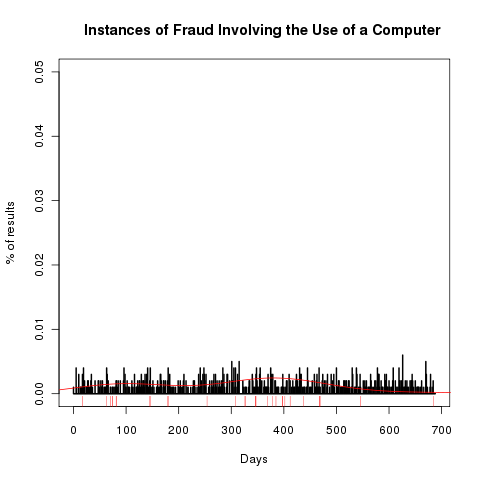 Instances of Fraud Involving the Use of a Computer
0.05
0.04
0.03
0.02
0.01
0.00
% of results
0 100 200 300 400 500 600 700
Days